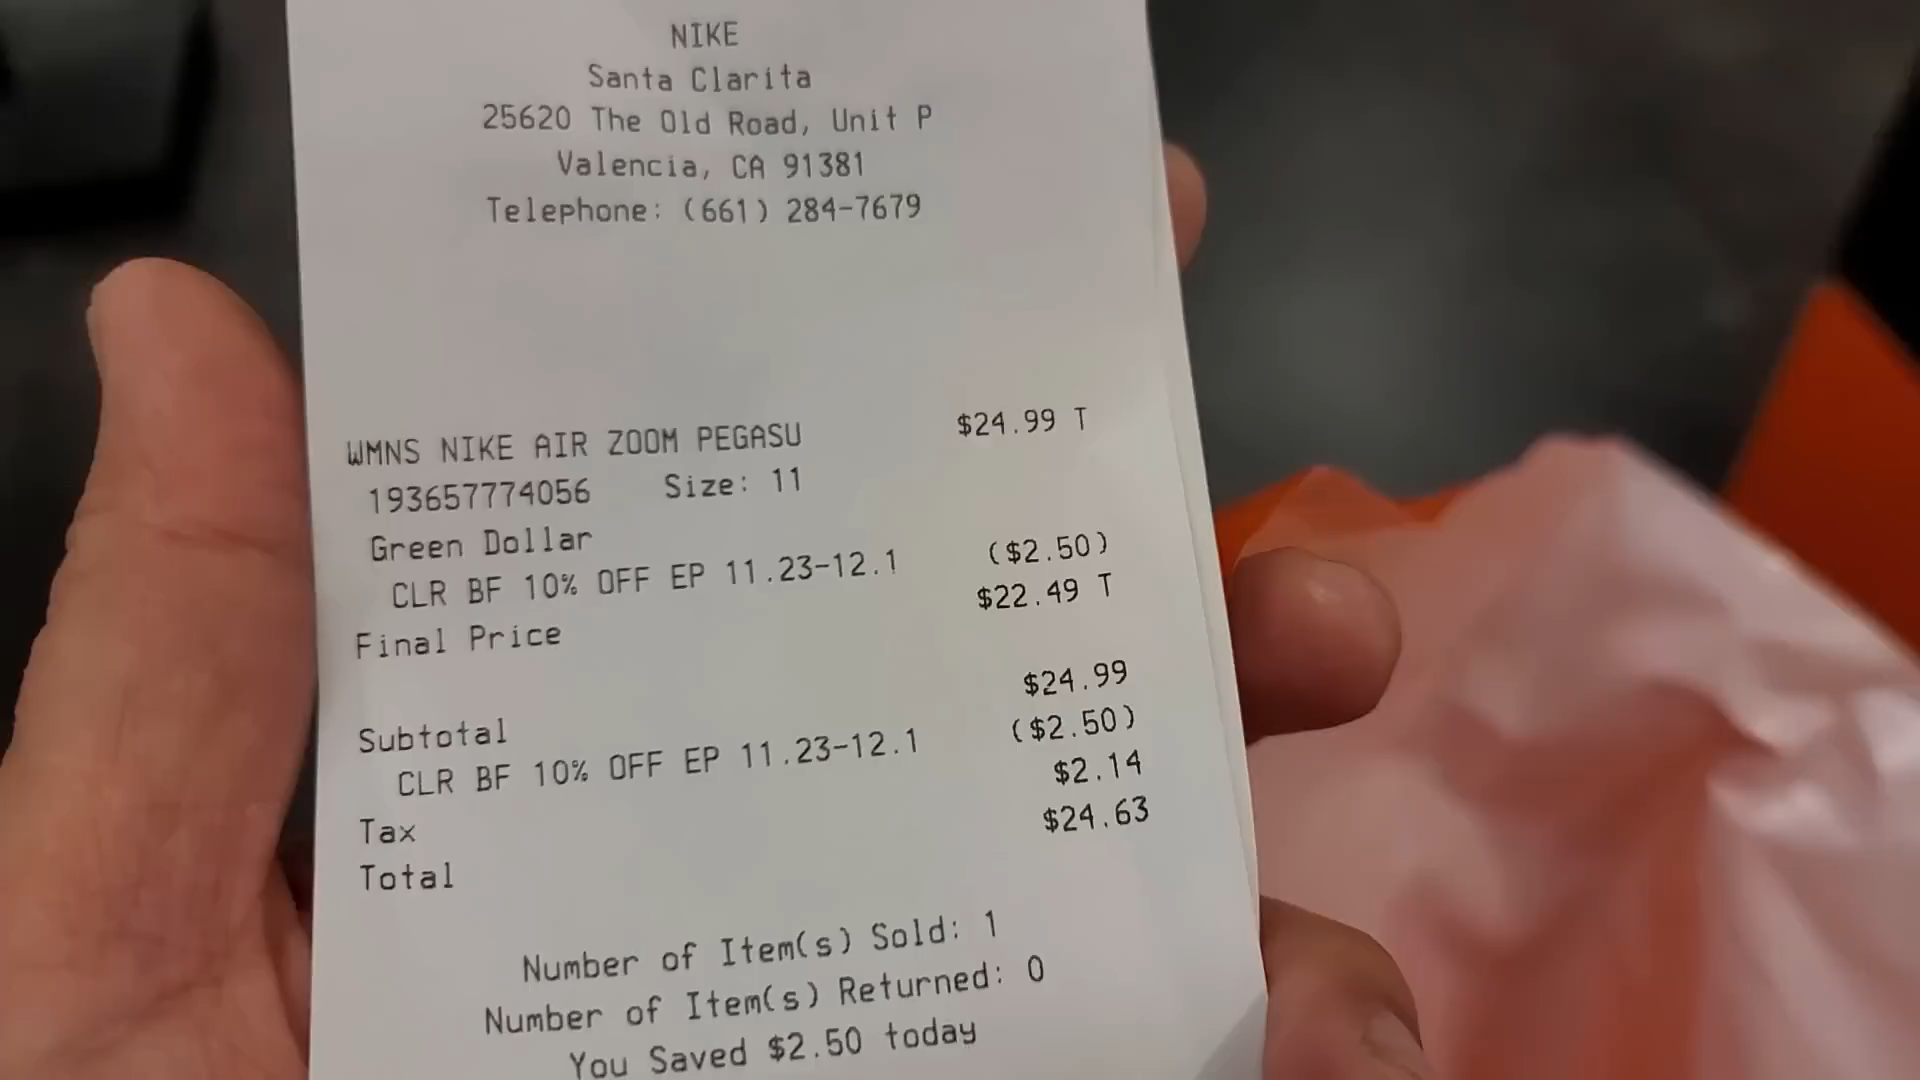 NIKE
Santa Clarita
25620 The Old Road, Unit P
Valencia, CA 91381
Telephone: (661) 284-7679
WMNS NIKE AIR ZOOM PEGASU $24.99 T
193657774056 Size: 11
Green Dollar
CLR BF 10% OFF EP 11.23-12.1 ($2.50)
Final Price $22.49 T
Subtotal $24.99
CLR BF 10% OFF EP 11.23-12.1 ($2.50)
Tax $2.14
Total $24.63
Number of Item(s) Sold: 1
Number of Item(s) Returned: 0
You Saved $2.50 today